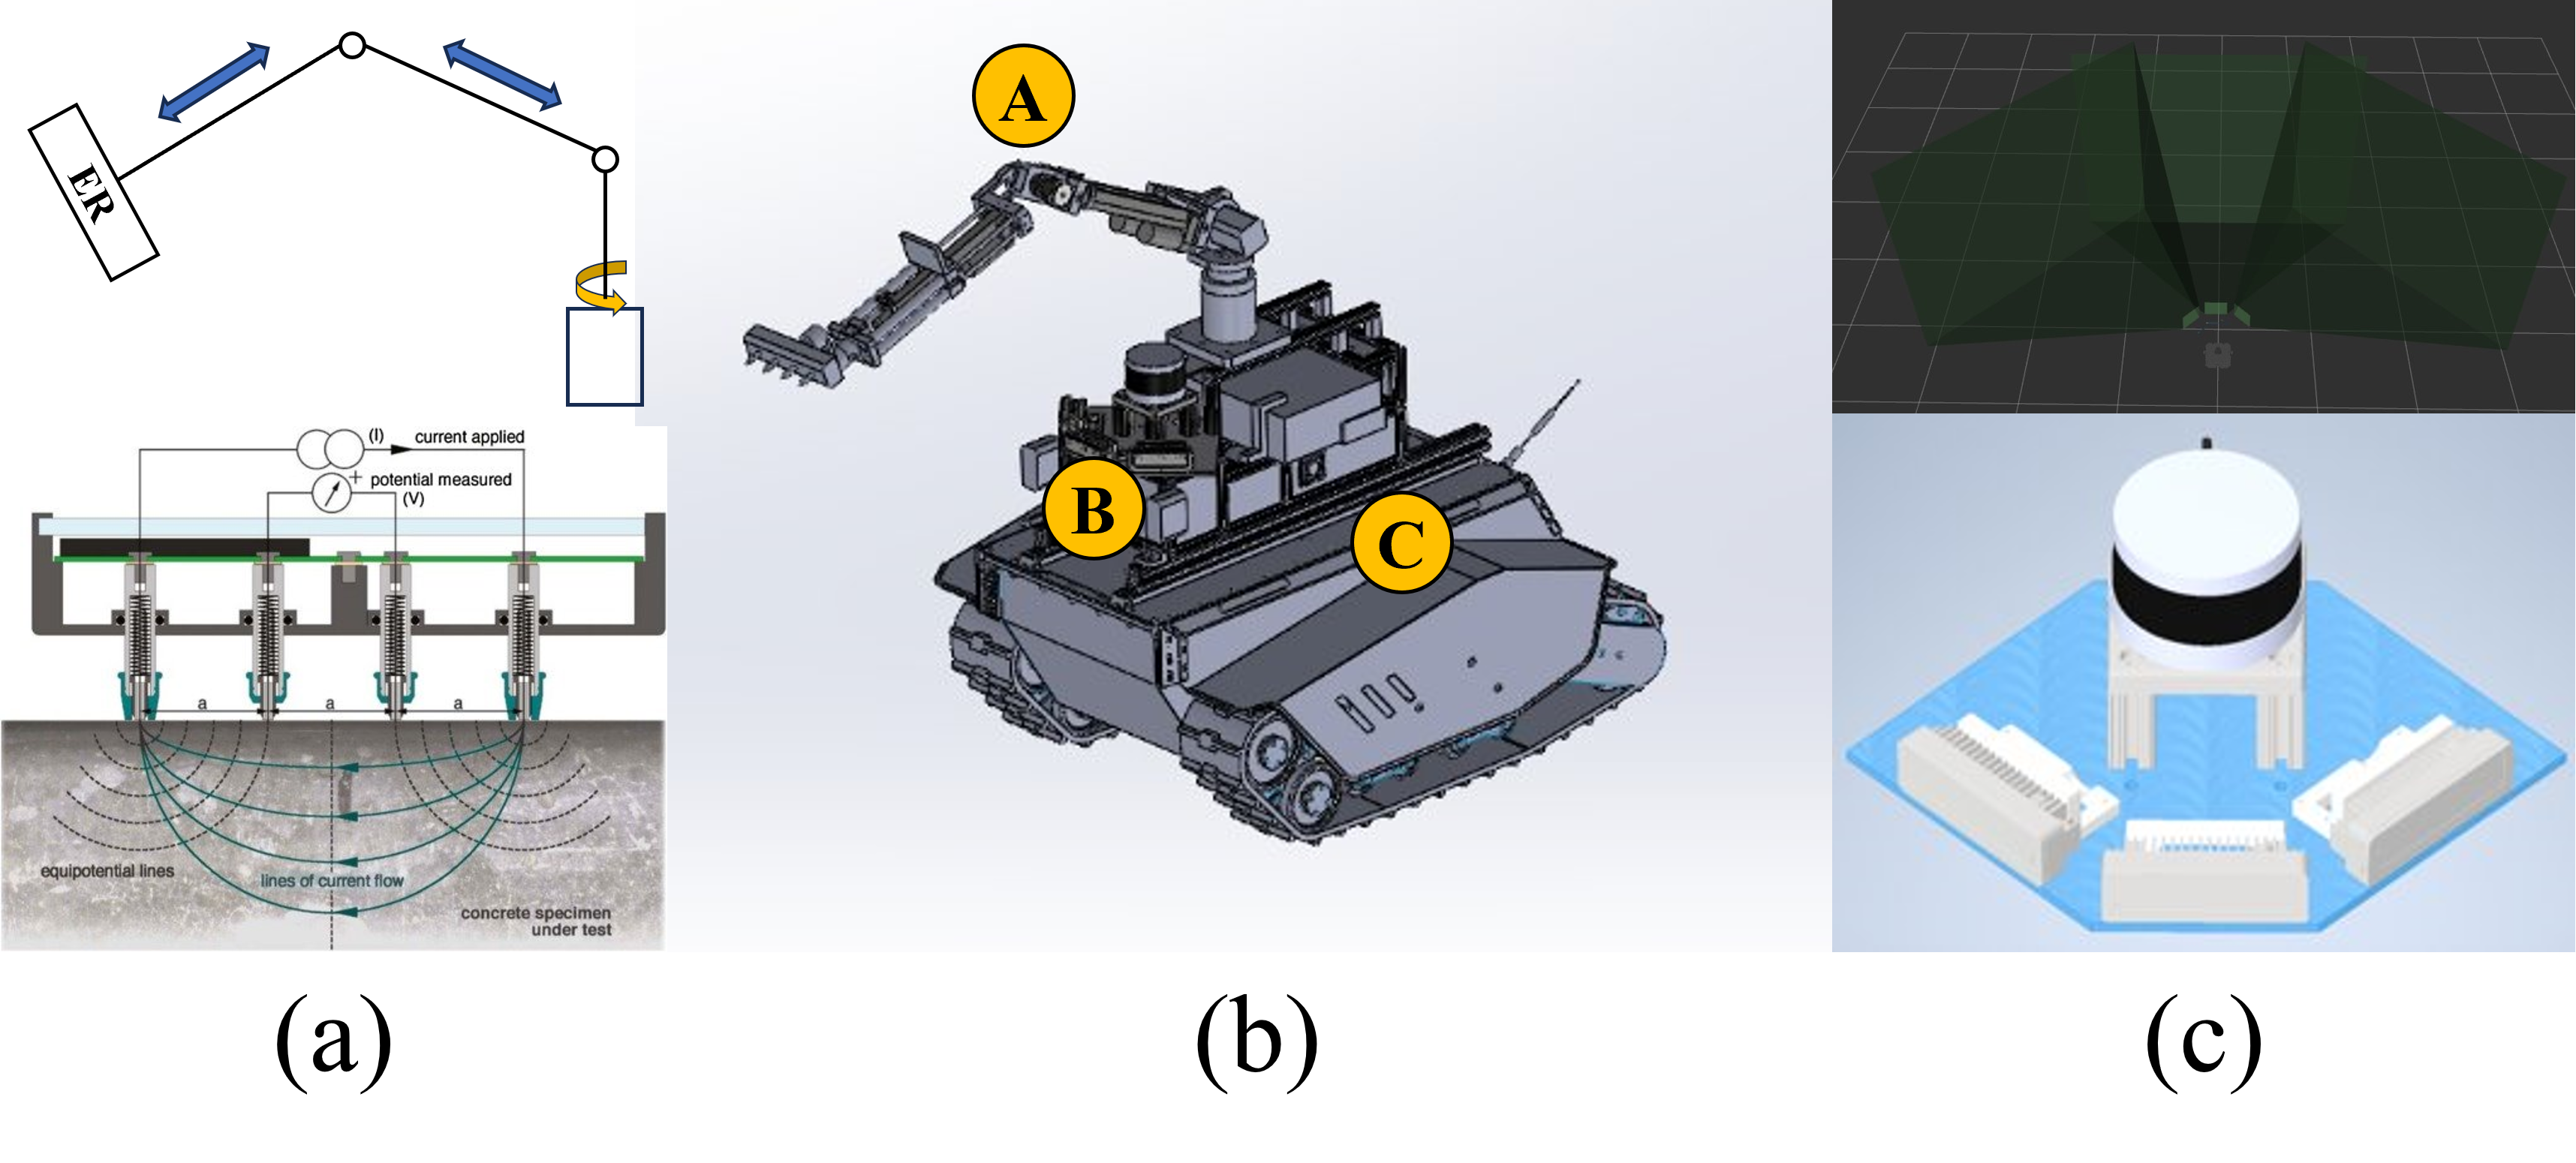 ER
(I) current applied
+ potential measured
(V)
a a a
equipotential lines
lines of current flow
concrete specimen
under test
A
B
C
(a)
(b)
(c)